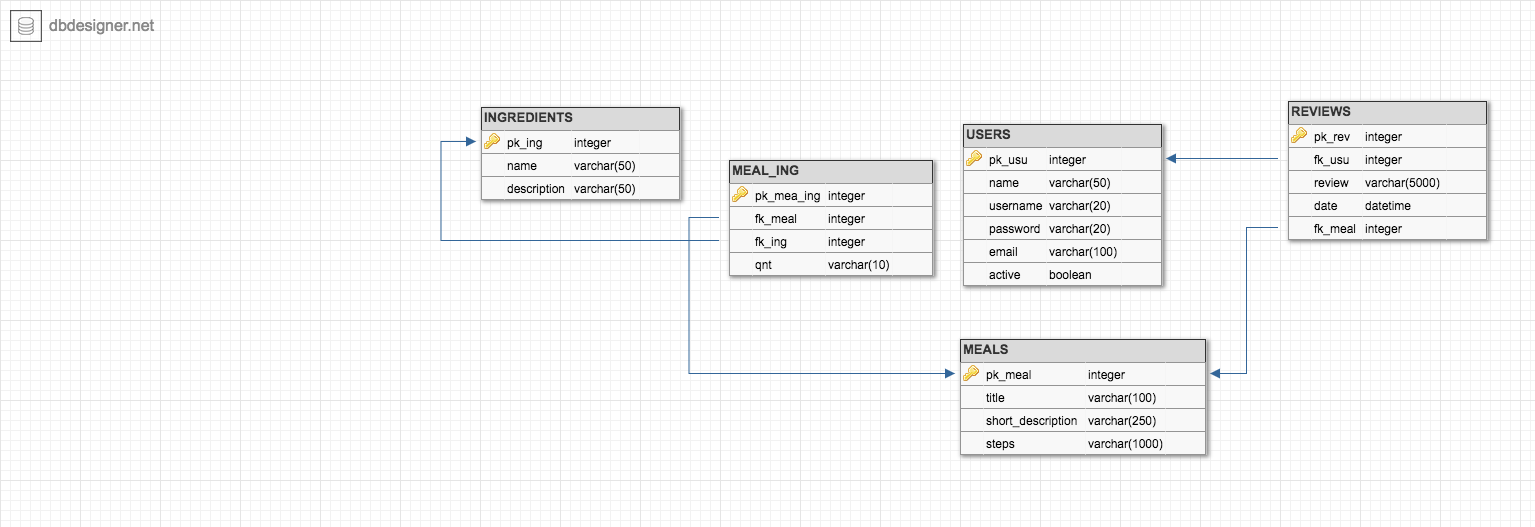 dbdesigner.net
INGREDIENTS
pk_ing integer
name varchar(50)
description varchar(50)
MEAL_ING
pk_mea_ing integer
fk_meal integer
fk_ing integer
qnt varchar(10)
USERS
pk_usu integer
name varchar(50)
username varchar(20)
password varchar(20)
email varchar(100)
active boolean
REVIEWS
pk_rev integer
fk_usu integer
review varchar(5000)
date datetime
fk_meal integer
MEALS
pk_meal integer
title varchar(100)
short_description varchar(250)
steps varchar(1000)